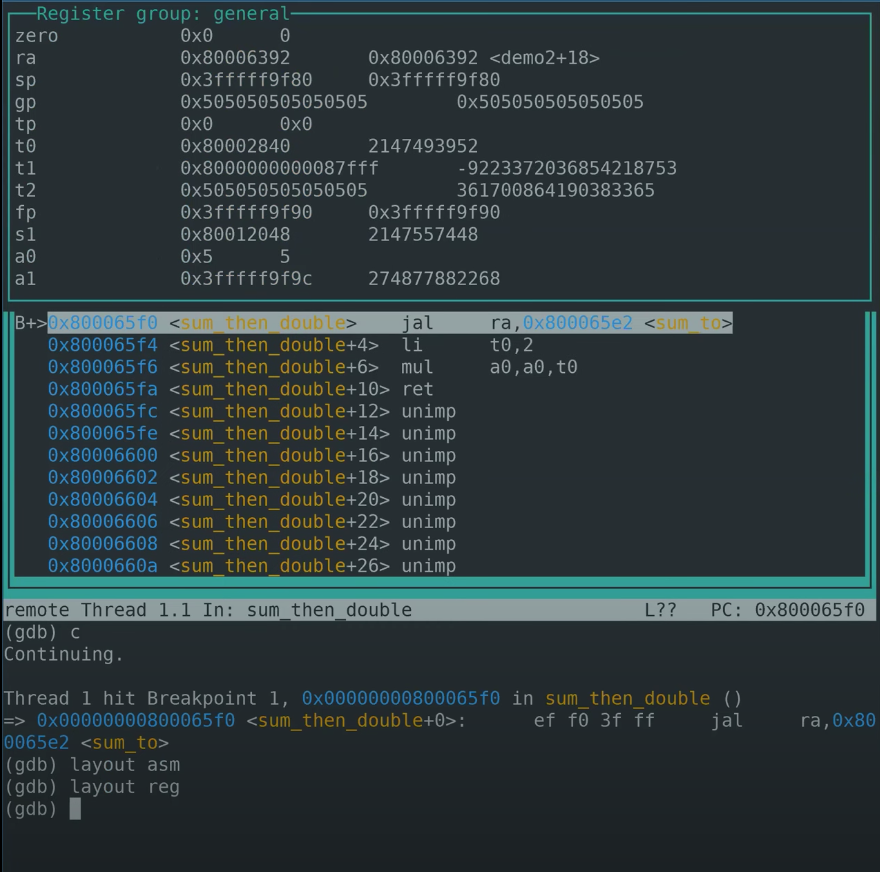 Register group: general
zero 0x0 0
ra 0x80006392 0x80006392 <demo2+18>
sp 0x3fffff9f80 0x3fffff9f80
gp 0x505050505050505 0x505050505050505
tp 0x0 0x0
t0 0x80002840 2147493952
t1 0x8000000000087fff -9223372036854218753
t2 0x505050505050505 361700864190383365
fp 0x3fffff9f90 0x3fffff9f90
s1 0x80012048 2147557448
a0 0x5 5
a1 0x3fffff9f9c 274877882268
B+>0x800065f0 <sum_then_double> jal ra,0x800065e2 <sum_to>
0x800065f4 <sum_then_double+4> li t0,2
0x800065f6 <sum_then_double+6> mul a0,a0,t0
0x800065fa <sum_then_double+10> ret
0x800065fc <sum_then_double+12> unimp
0x800065fe <sum_then_double+14> unimp
0x80006600 <sum_then_double+16> unimp
0x80006602 <sum_then_double+18> unimp
0x80006604 <sum_then_double+20> unimp
0x80006606 <sum_then_double+22> unimp
0x80006608 <sum_then_double+24> unimp
0x8000660a <sum_then_double+26> unimp
remote Thread 1.1 In: sum_then_double L?? PC: 0x800065f0
(gdb) c
Continuing.
Thread 1 hit Breakpoint 1, 0x00000000800065f0 in sum_then_double ()
=> 0x00000000800065f0 <sum_then_double+0>: ef f0 3f ff jal ra,0x80
0065e2 <sum_to>
(gdb) layout asm
(gdb) layout reg
(gdb)